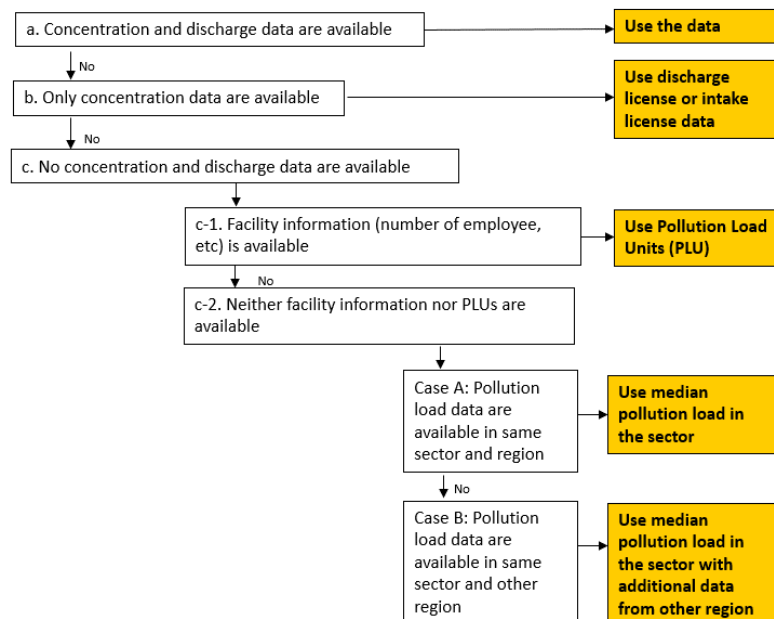 a. Concentration and discharge data are available
Use the data
No
b. Only concentration data are available
Use discharge
license or intake
license data
No
c. No concentration and discharge data are available
c-1. Facility information (number of employee,
etc) is available
Use Pollution Load
Units (PLU)
No
c-2. Neither facility information nor PLUs are
available
Case A: Pollution
load data are
available in same
sector and region
Use median
pollution load in
the sector
No
Case B: Pollution
load data are
available in same
sector and other
region
Use median
pollution load in
the sector with
additional data
from other region